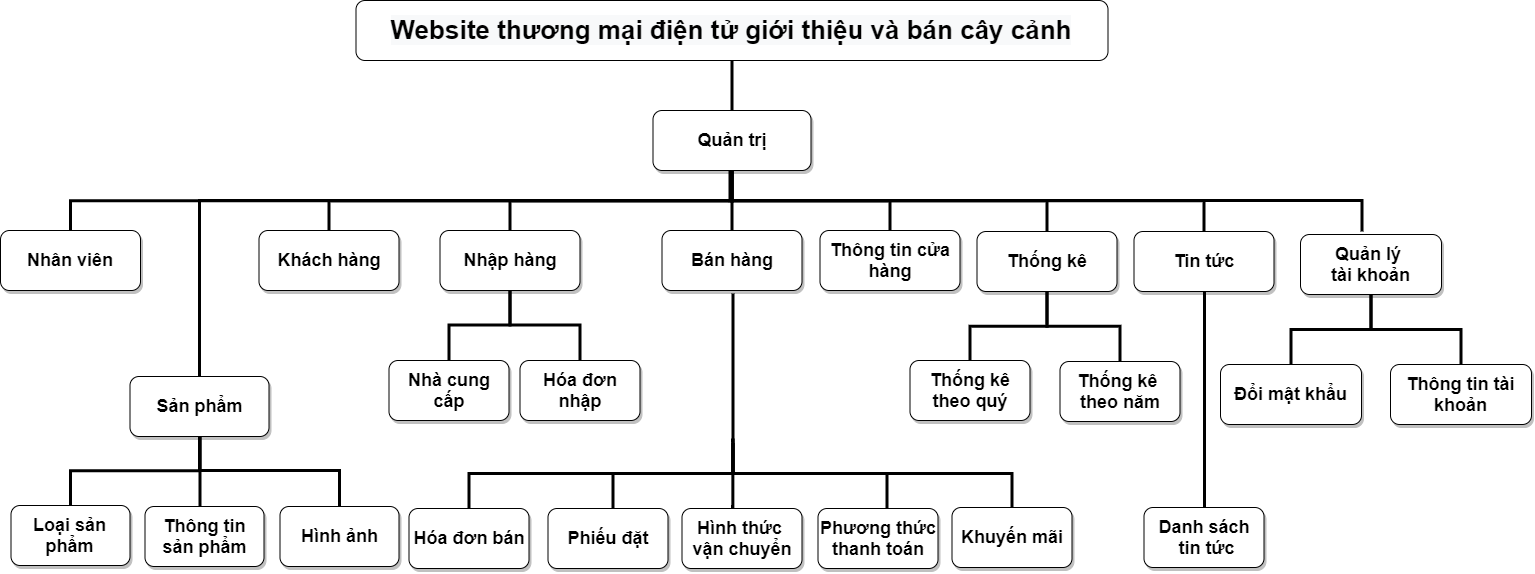 Website thương mại điện tử giới thiệu và bán cây cảnh
Quản trị
Nhân viên
Khách hàng
Nhập hàng
Bán hàng
Thông tin cửa
hàng
Thống kê
Tin tức
Quản lý
tài khoản
Sản phẩm
Nhà cung
cấp
Hóa đơn
nhập
Thống kê
theo quý
Thống kê
theo năm
Đổi mật khẩu
Thông tin tài
khoản
Loại sản
phẩm
Thông tin
sản phẩm
Hình ảnh
Hóa đơn bán
Phiếu đặt
Hình thức
vận chuyển
Phương thức
thanh toán
Khuyến mãi
Danh sách
tin tức